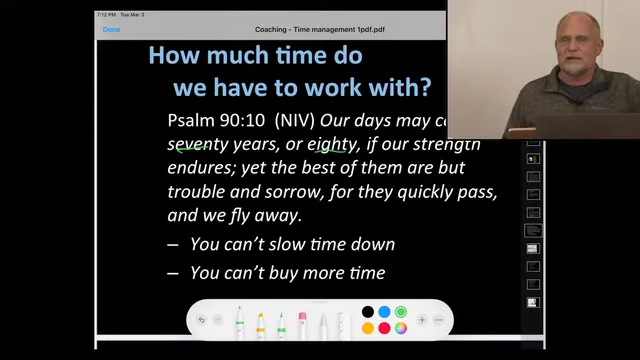 7:12 PM Tue Mar 3
Done
Coaching - Time management 1pdf.pdf
How much time do
we have to work with?
Psalm 90:10 (NIV) Our days may
seventy years, or eighty, if our strength
endures; yet the best of them are but
trouble and sorrow, for they quickly pass,
and we fly away.
– You can't slow time down
– You can't buy more time